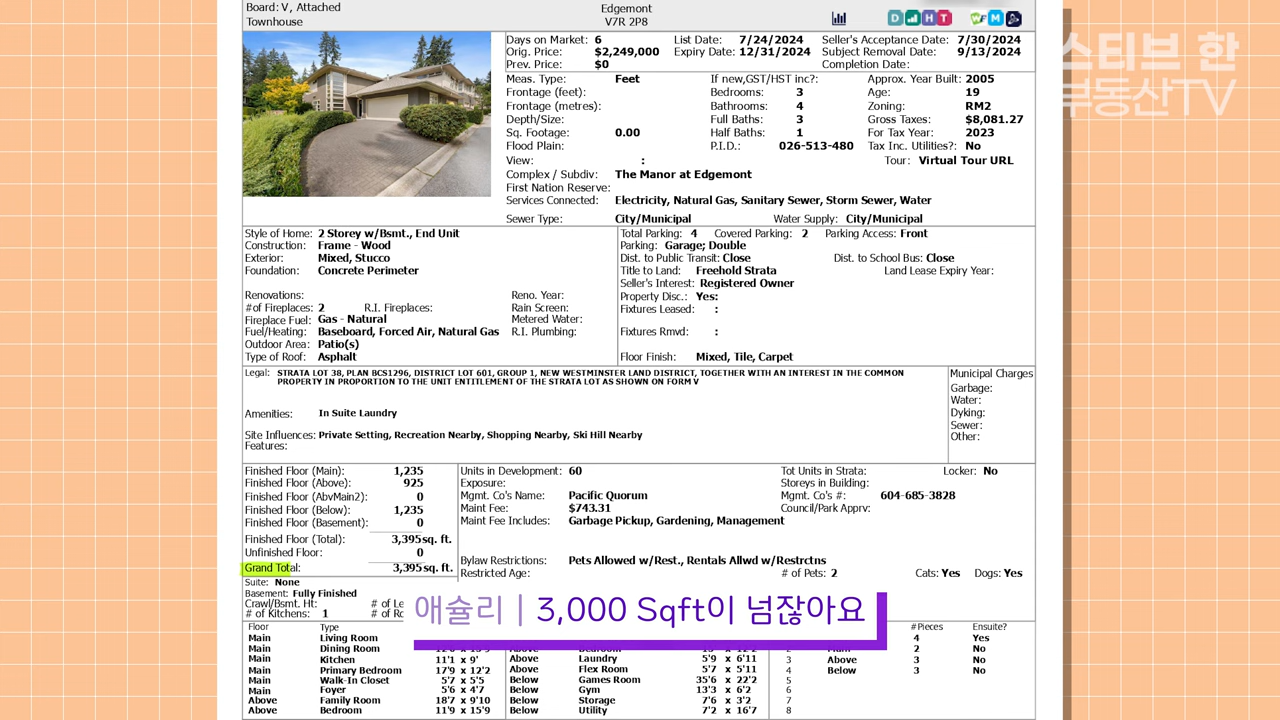 Board: V, Attached
Townhouse
Edgemont
V7R 2P8
D H T WF M
스티브 한
부동산TV
Days on Market: 6 List Date: 7/24/2024 Seller's Acceptance Date: 7/30/2024
Orig. Price: $2,249,000 Expiry Date: 12/31/2024 Subject Removal Date: 9/13/2024
Prev. Price: $0 Completion Date:
Meas. Type: Feet If new,GST/HST inc?: Approx. Year Built: 2005
Frontage (feet): Bedrooms: 3 Age: 19
Frontage (metres): Bathrooms: 4 Zoning: RM2
Depth/Size: Full Baths: 3 Gross Taxes: $8,081.27
Sq. Footage: 0.00 Half Baths: 1 For Tax Year: 2023
Flood Plain: P.I.D.: 026-513-480 Tax Inc. Utilities?: No
View: : Tour: Virtual Tour URL
Complex / Subdiv: The Manor at Edgemont
First Nation Reserve:
Services Connected: Electricity, Natural Gas, Sanitary Sewer, Storm Sewer, Water
Sewer Type: City/Municipal Water Supply: City/Municipal
Style of Home: 2 Storey w/Bsmt., End Unit
Construction: Frame - Wood
Exterior: Mixed, Stucco
Foundation: Concrete Perimeter
Renovations: Reno. Year:
# of Fireplaces: 2 R.I. Fireplaces: Rain Screen:
Fireplace Fuel: Gas - Natural Metered Water:
Fuel/Heating: Baseboard, Forced Air, Natural Gas R.I. Plumbing:
Outdoor Area: Patio(s)
Type of Roof: Asphalt
Total Parking: 4 Covered Parking: 2 Parking Access: Front
Parking: Garage; Double
Dist. to Public Transit: Close Dist. to School Bus: Close
Title to Land: Freehold Strata Land Lease Expiry Year:
Seller's Interest: Registered Owner
Property Disc.: Yes:
Fixtures Leased: :
Fixtures Rmvd: :
Floor Finish: Mixed, Tile, Carpet
Legal: STRATA LOT 38, PLAN BCS1296, DISTRICT LOT 601, GROUP 1, NEW WESTMINSTER LAND DISTRICT, TOGETHER WITH AN INTEREST IN THE COMMON
PROPERTY IN PROPORTION TO THE UNIT ENTITLEMENT OF THE STRATA LOT AS SHOWN ON FORM V
Amenities: In Suite Laundry
Site Influences: Private Setting, Recreation Nearby, Shopping Nearby, Ski Hill Nearby
Features:
Municipal Charges
Garbage:
Water:
Dyking:
Sewer:
Other:
Finished Floor (Main): 1,235
Finished Floor (Above): 925
Finished Floor (AbvMain2): 0
Finished Floor (Below): 1,235
Finished Floor (Basement): 0
Finished Floor (Total): 3,395sq. ft.
Unfinished Floor: 0
Grand Total: 3,395sq. ft.
Units in Development: 60 Tot Units in Strata: Locker: No
Exposure: Storeys in Building:
Mgmt. Co's Name: Pacific Quorum Mgmt. Co's #: 604-685-3828
Maint Fee: $743.31 Council/Park Apprv:
Maint Fee Includes: Garbage Pickup, Gardening, Management
Bylaw Restrictions: Pets Allowed w/Rest., Rentals Allwd w/Restrctns
Restricted Age: # of Pets: 2 Cats: Yes Dogs: Yes
Suite: None
Basement: Fully Finished
Crawl/Bsmt. Ht: # of
# of Kitchens: 1 # of
애슐리 | 3,000 Sqft이 넘잖아요
Floor Type #Pieces Ensuite?
Main Living Room 4 Yes
Main Dining Room 2 No
Main Kitchen 11'1 x 9' Above Laundry 5'9 x 6'11 3 Above 3 No
Main Primary Bedroom 17'9 x 12'2 Above Flex Room 5'7 x 5'11 4 Below 3 No
Main Walk-In Closet 5'7 x 5'5 Below Games Room 35'6 x 22'2 5
Main Foyer 5'6 x 4'7 Below Gym 13'3 x 6'2 6
Above Family Room 18'7 x 9'10 Below Storage 7'6 x 3'2 7
Above Bedroom 11'9 x 15'9 Below Utility 7'2 x 16'7 8